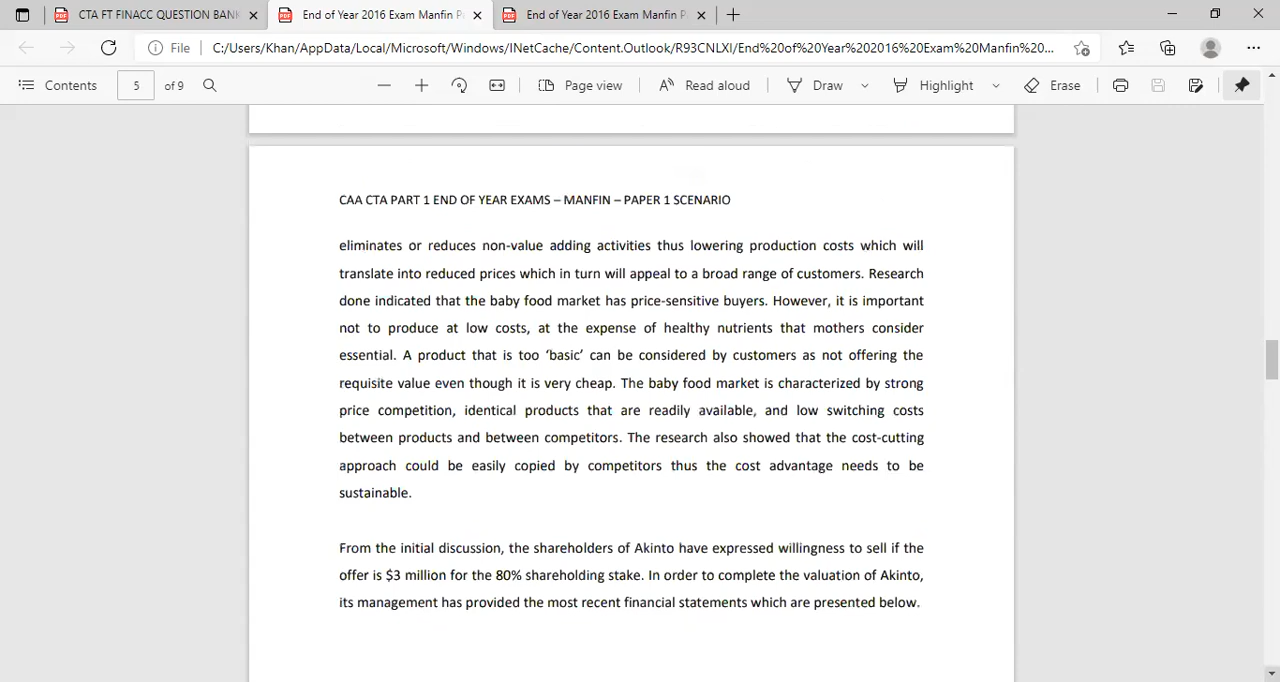 CTA FT FINACC QUESTION BANK
End of Year 2016 Exam Manfin P
End of Year 2016 Exam Manfin P
File
C:/Users/Khan/AppData/Local/Microsoft/Windows/INetCache/Content.Outlook/R93CNLXI/End%20of%20Year%202016%20Exam%20Manfin%20...
Contents 5 of 9 Page view Read aloud Draw Highlight Erase
CAA CTA PART 1 END OF YEAR EXAMS – MANFIN – PAPER 1 SCENARIO
eliminates or reduces non-value adding activities thus lowering production costs which will
translate into reduced prices which in turn will appeal to a broad range of customers. Research
done indicated that the baby food market has price-sensitive buyers. However, it is important
not to produce at low costs, at the expense of healthy nutrients that mothers consider
essential. A product that is too ‘basic’ can be considered by customers as not offering the
requisite value even though it is very cheap. The baby food market is characterized by strong
price competition, identical products that are readily available, and low switching costs
between products and between competitors. The research also showed that the cost-cutting
approach could be easily copied by competitors thus the cost advantage needs to be
sustainable.
From the initial discussion, the shareholders of Akinto have expressed willingness to sell if the
offer is $3 million for the 80% shareholding stake. In order to complete the valuation of Akinto,
its management has provided the most recent financial statements which are presented below.